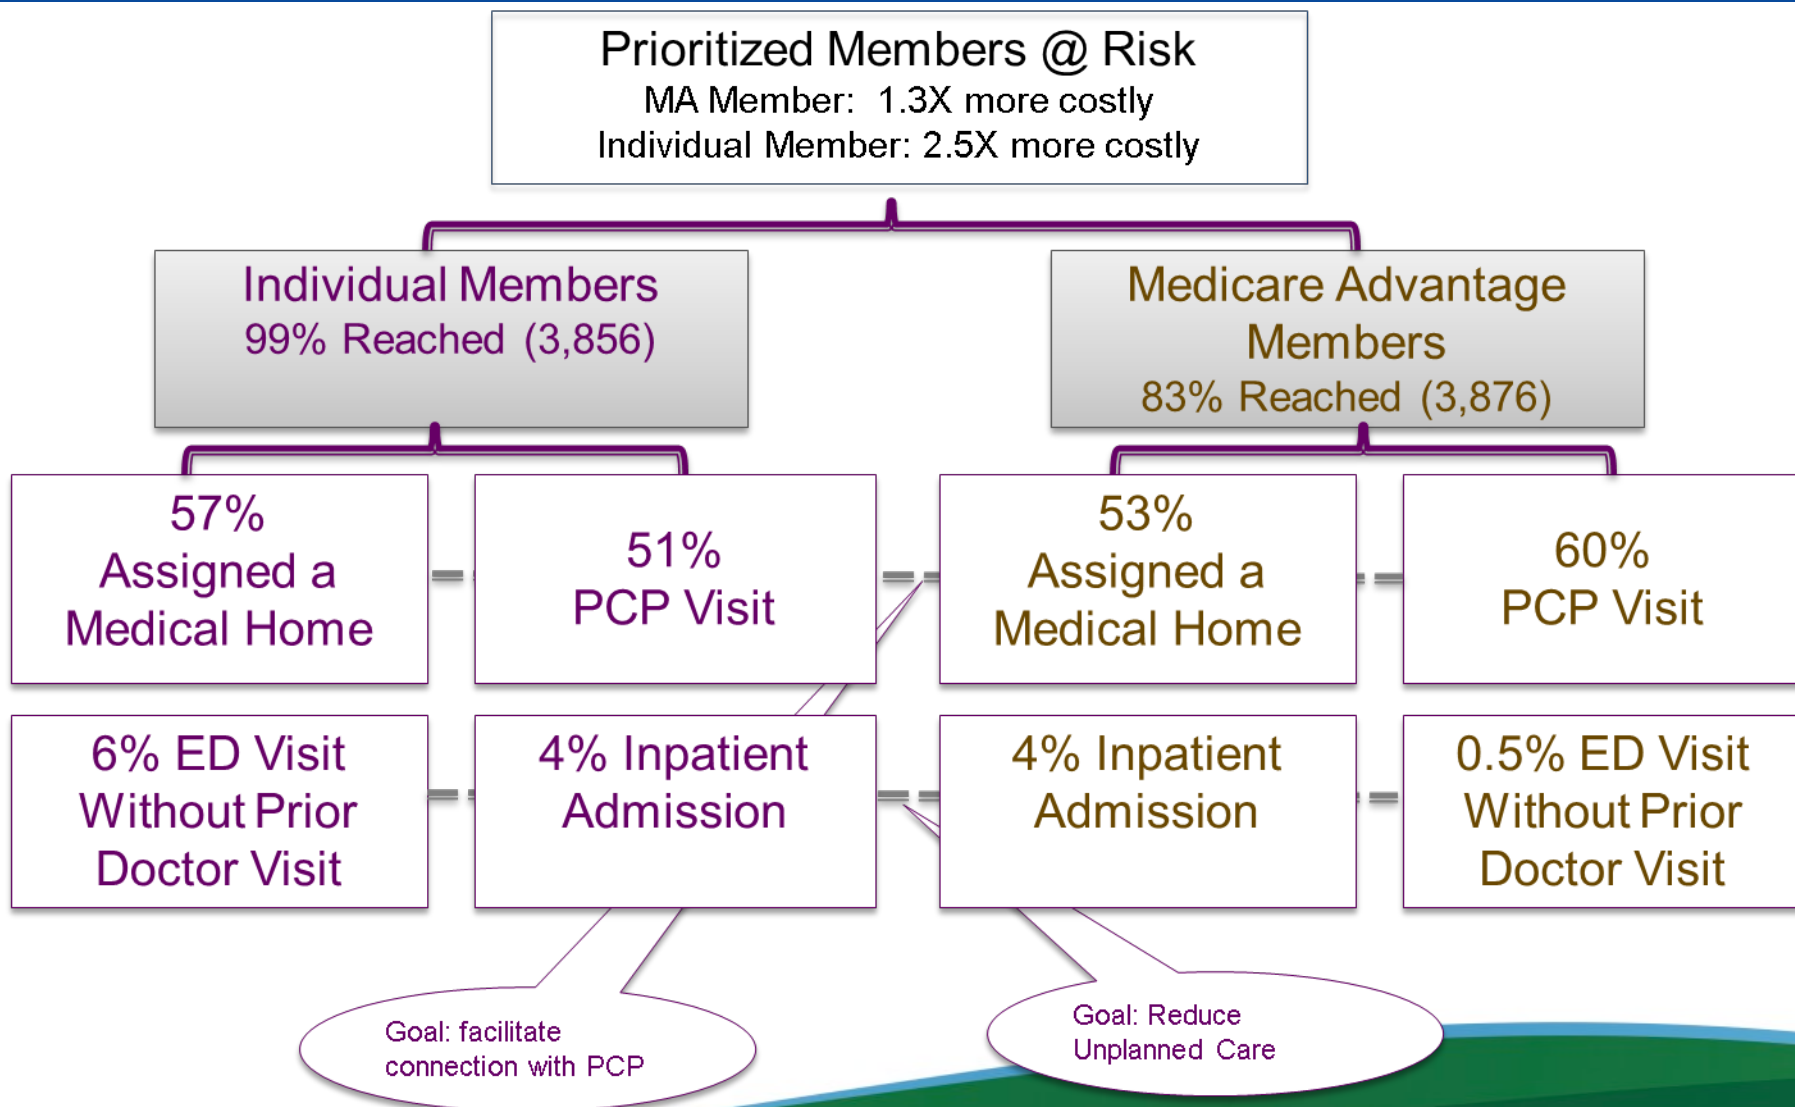 Prioritized Members @ Risk
MA Member: 1.3X more costly
Individual Member: 2.5X more costly
Individual Members
99% Reached (3,856)
Medicare Advantage
Members
83% Reached (3,876)
57%
Assigned a
Medical Home
51%
PCP Visit
53%
Assigned a
Medical Home
60%
PCP Visit
6% ED Visit
Without Prior
Doctor Visit
4% Inpatient
Admission
4% Inpatient
Admission
0.5% ED Visit
Without Prior
Doctor Visit
Goal: facilitate
connection with PCP
Goal: Reduce
Unplanned Care